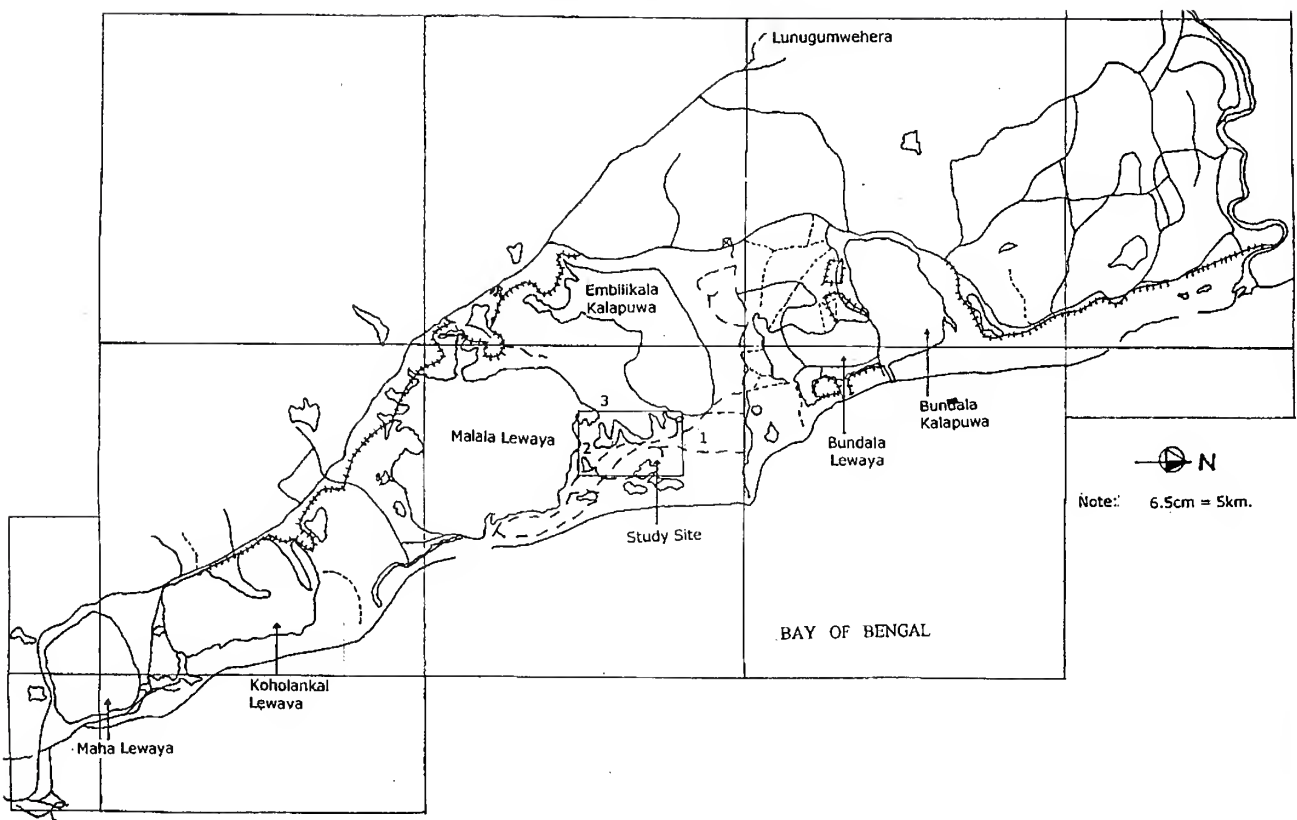 Lunugumwehera
Embilikala
Kalapuwa
3
Malala Lewaya
1
2
Study Site
Bundala
Lewaya
Bundala
Kalapuwa
N
Note: 6.5cm = 5km.
BAY OF BENGAL
Koholankal
Lewava
Maha Lewaya